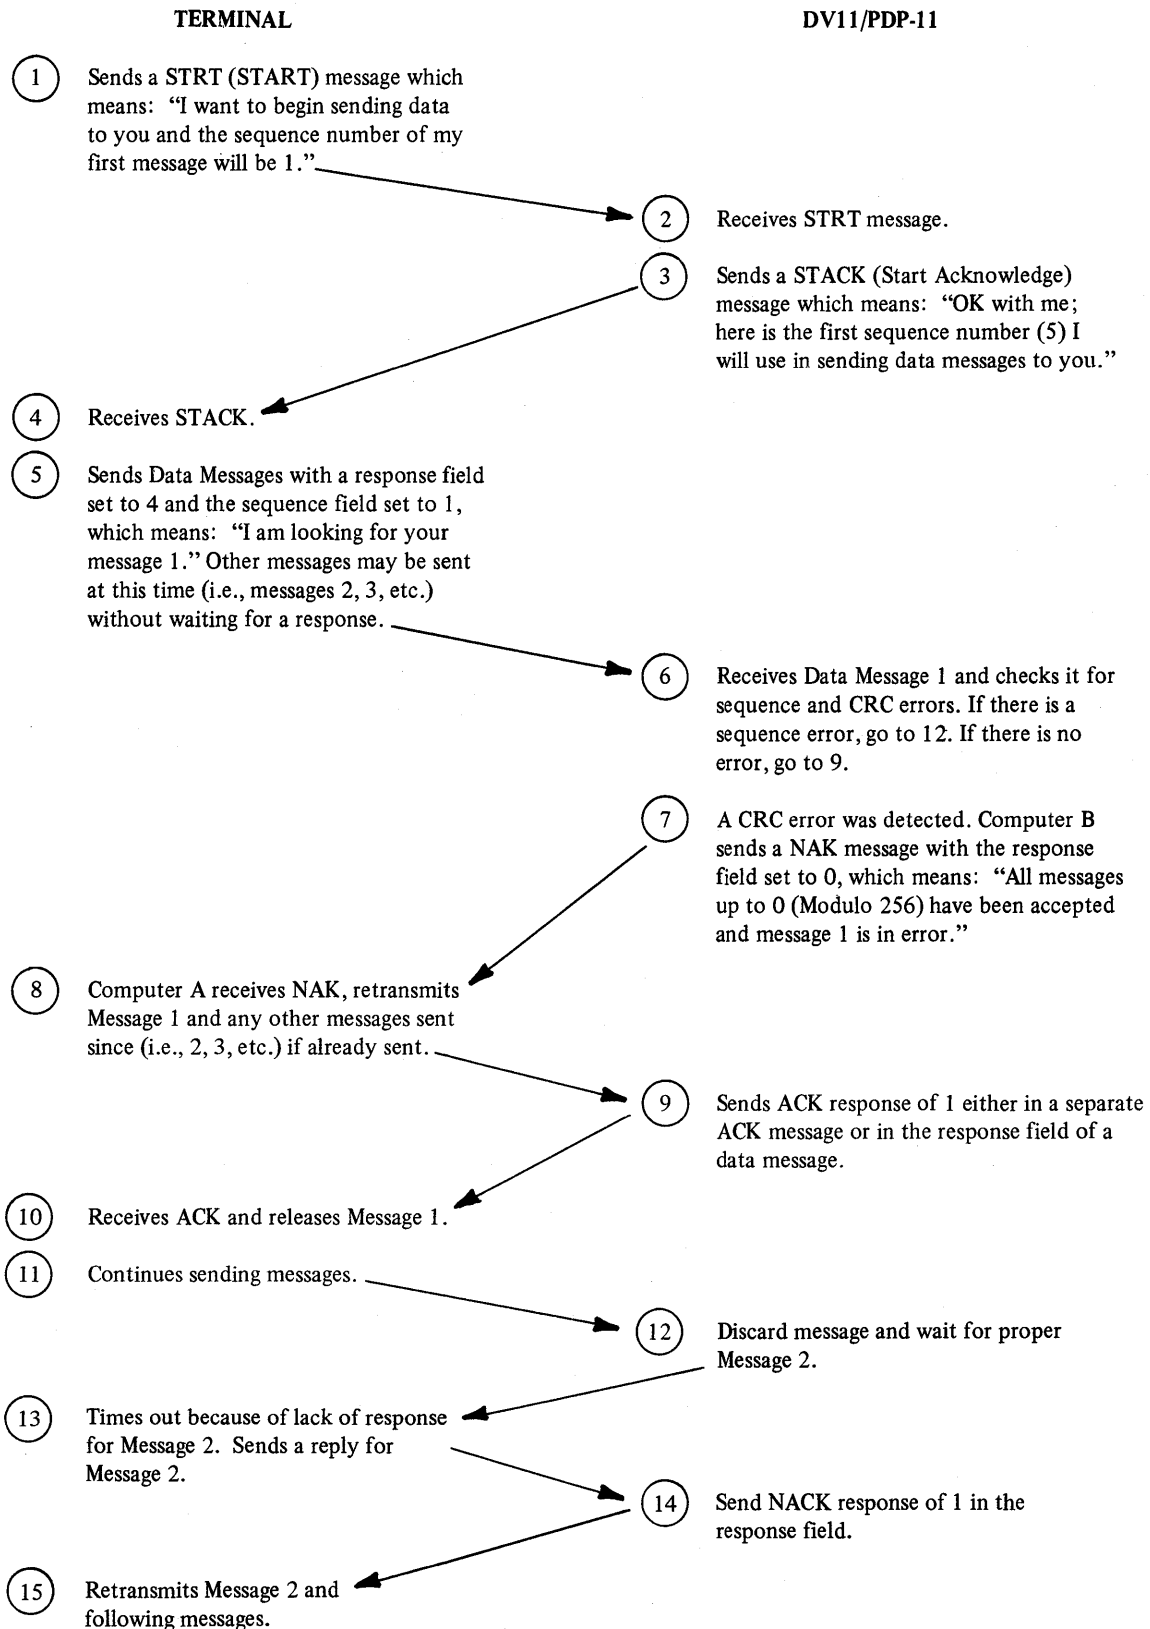 TERMINAL
DV11/PDP-11
1
Sends a STRT (START) message which
means: “I want to begin sending data
to you and the sequence number of my
first message will be 1.”
2
Receives STRT message.
3
Sends a STACK (Start Acknowledge)
message which means: “OK with me;
here is the first sequence number (5) I
will use in sending data messages to you.”
4
Receives STACK.
5
Sends Data Messages with a response field
set to 4 and the sequence field set to 1,
which means: “I am looking for your
message 1.” Other messages may be sent
at this time (i.e., messages 2, 3, etc.)
without waiting for a response.
6
Receives Data Message 1 and checks it for
sequence and CRC errors. If there is a
sequence error, go to 12. If there is no
error, go to 9.
7
A CRC error was detected. Computer B
sends a NAK message with the response
field set to 0, which means: “All messages
up to 0 (Modulo 256) have been accepted
and message 1 is in error.”
8
Computer A receives NAK, retransmits
Message 1 and any other messages sent
since (i.e., 2, 3, etc.) if already sent.
9
Sends ACK response of 1 either in a separate
ACK message or in the response field of a
data message.
10
Receives ACK and releases Message 1.
11
Continues sending messages.
12
Discard message and wait for proper
Message 2.
13
Times out because of lack of response
for Message 2. Sends a reply for
Message 2.
14
Send NACK response of 1 in the
response field.
15
Retransmits Message 2 and
following messages.